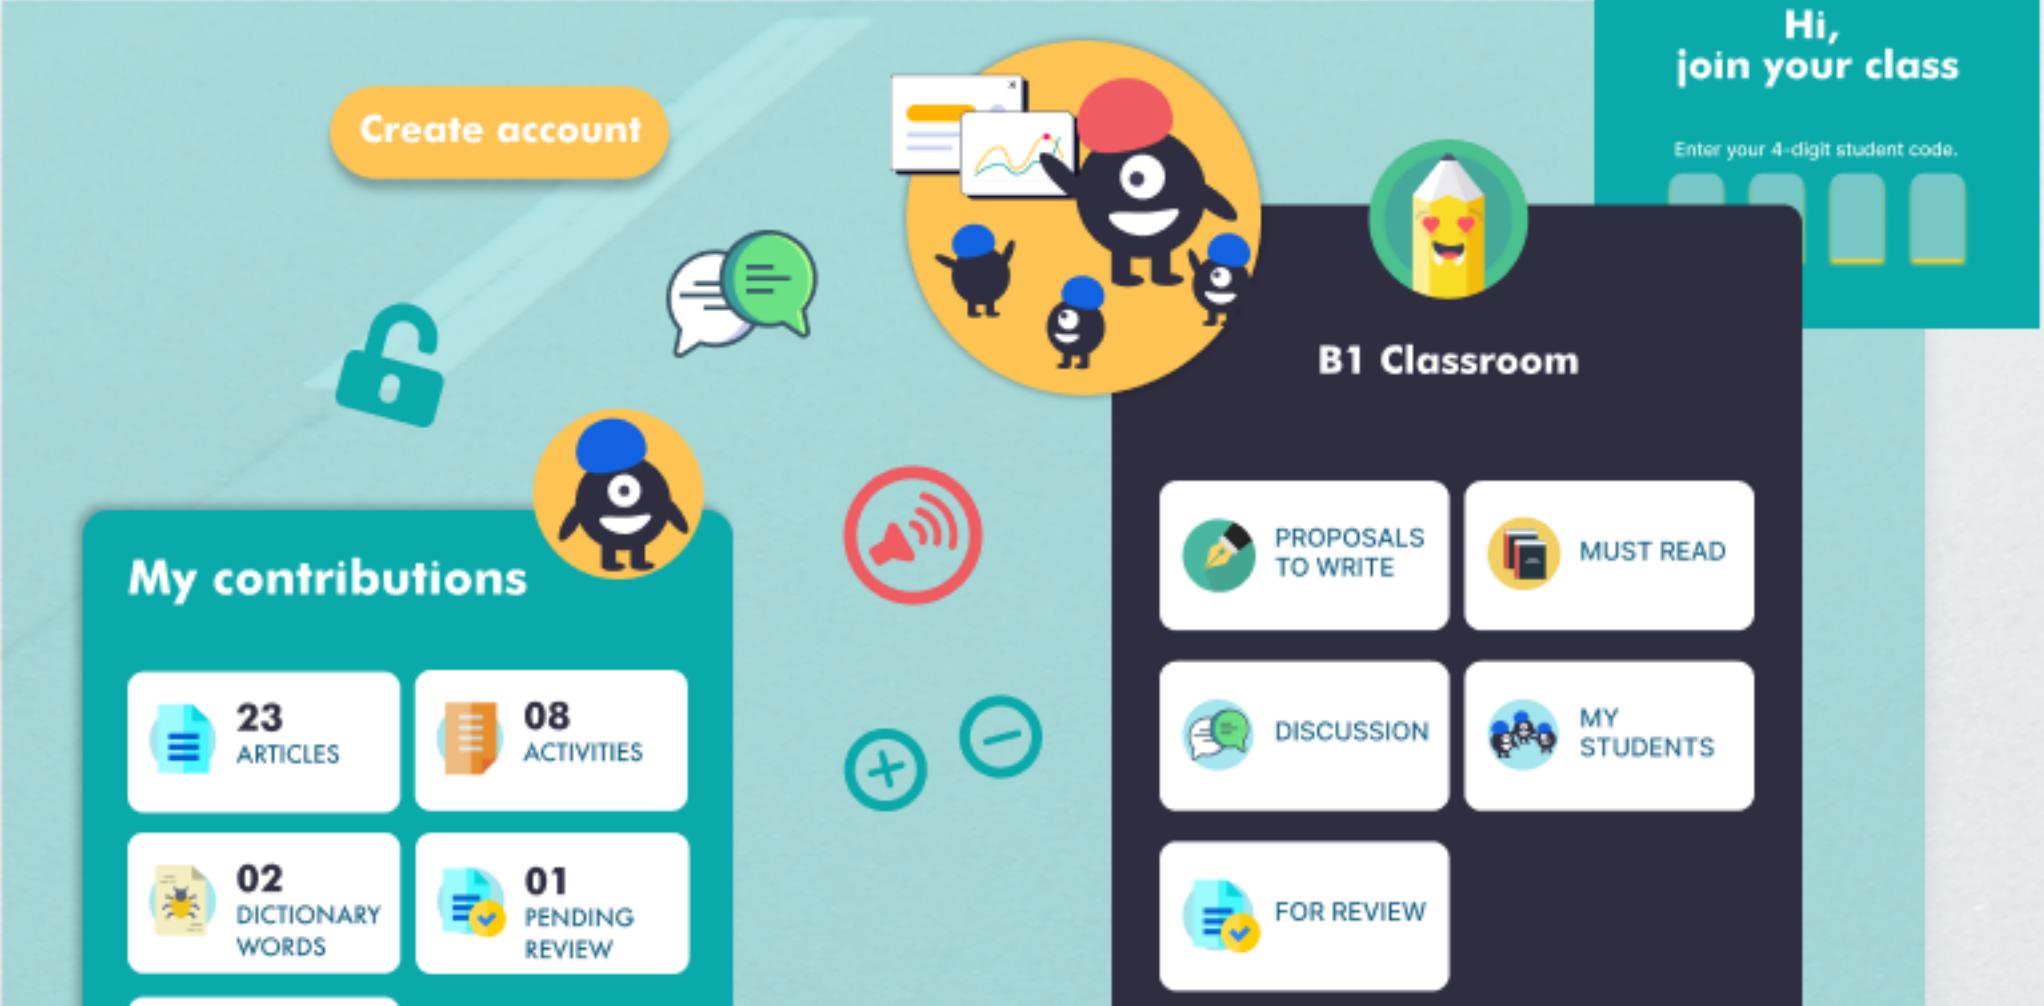 Hi,
join your class
Enter your 4-digit student code.
Create account
B1 Classroom
PROPOSALS
TO WRITE
MUST READ
DISCUSSION
MY
STUDENTS
FOR REVIEW
My contributions
23
ARTICLES
08
ACTIVITIES
02
DICTIONARY
WORDS
01
PENDING
REVIEW